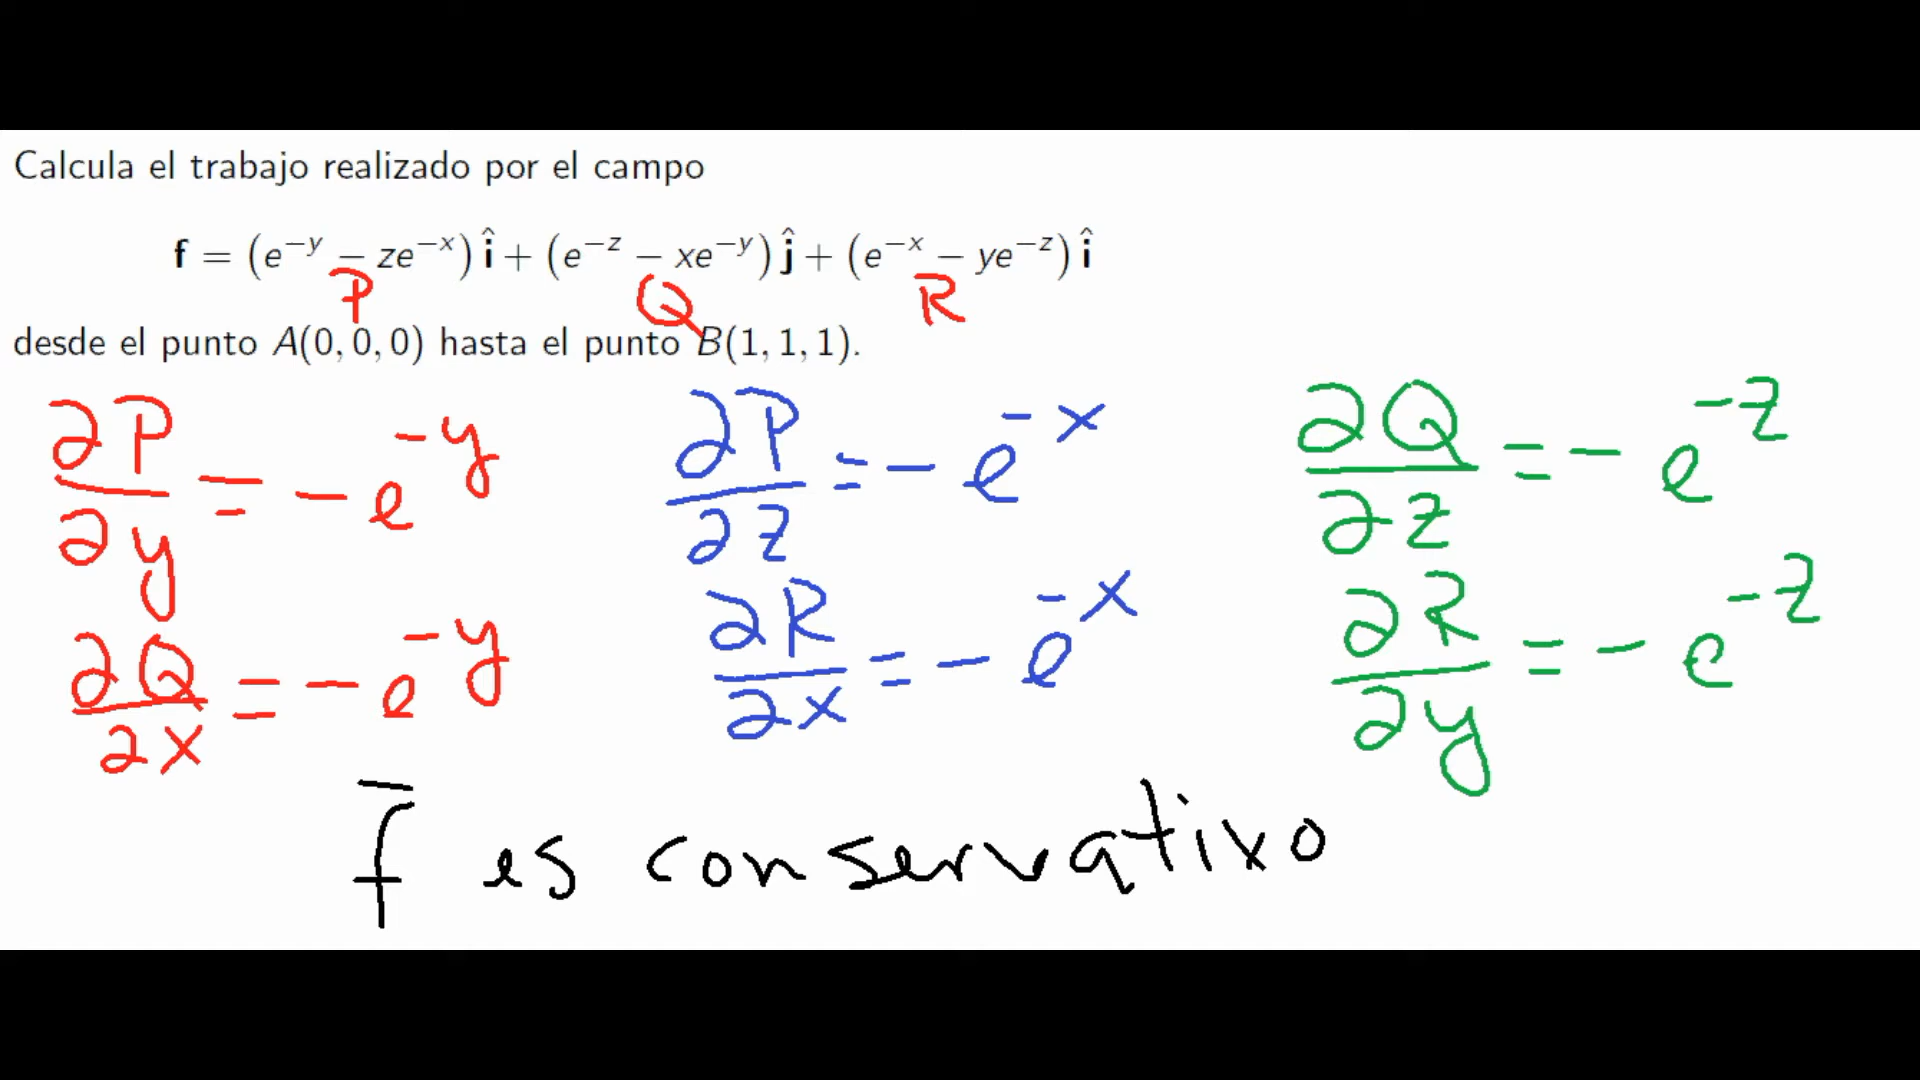 Calcula el trabajo realizado por el campo
f = (e^{−y} − ze^{−x}) î + (e^{−z} − xe^{−y}) ĵ + (e^{−x} − ye^{−z}) î
P Q R
desde el punto A(0, 0, 0) hasta el punto B(1, 1, 1).
∂P/∂y = −e^{−y} ∂P/∂z = −e^{−x} ∂Q/∂z = −e^{−z}
∂Q/∂x = −e^{−y} ∂R/∂x = −e^{−x} ∂R/∂y = −e^{−z}
f̄ es conservativo